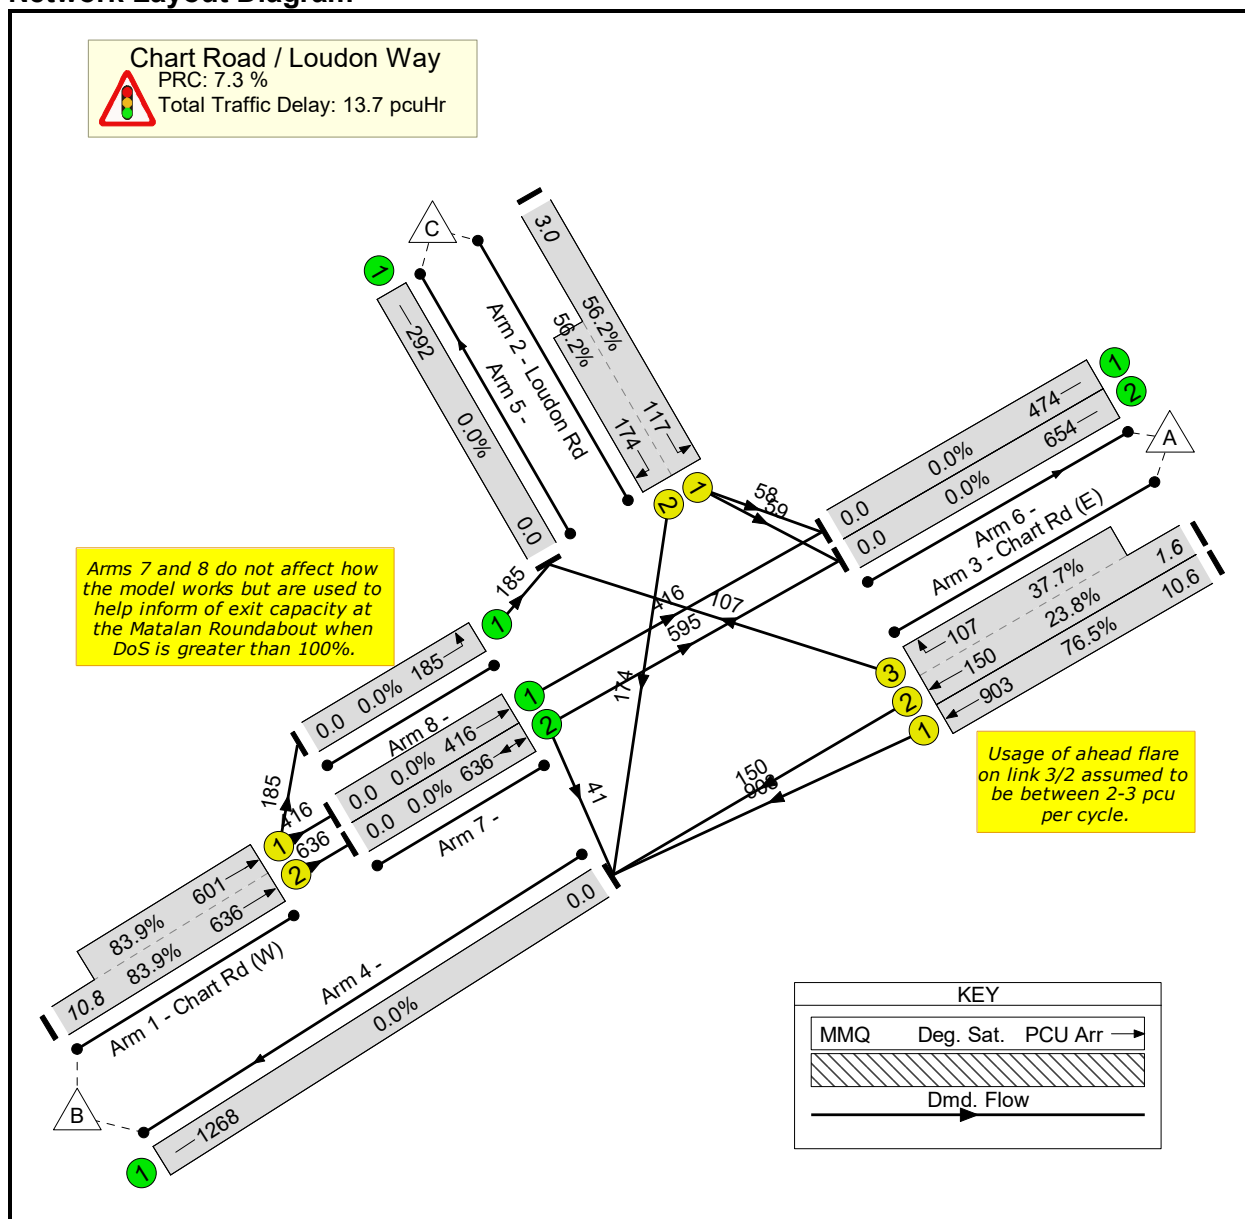 Network Layout Diagram
Chart Road / Loudon Way
PRC: 7.3 %
Total Traffic Delay: 13.7 pcuHr
C
1
292
0.0%
0.0
Arm 5 -
Arm 2 - Loudon Rd
3.0
56.2%
56.2%
117
174
1
2
58
59
1
2
474
0.0%
0.0
654
0.0%
0.0
A
Arm 6 -
Arm 3 - Chart Rd (E)
1.6
37.7%
23.8%
10.6
76.5%
107
150
903
3
2
1
Arms 7 and 8 do not affect how
the model works but are used to
help inform of exit capacity at
the Matalan Roundabout when
DoS is greater than 100%.
185
1
416
107
595
174
0.0 0.0% 185
Arm 8 -
1
2
0.0 0.0% 416
0.0 0.0% 636
Arm 7 -
41
150
903
Usage of ahead flare
on link 3/2 assumed to
be between 2-3 pcu
per cycle.
185
416
636
1
2
83.9% 601
10.8 83.9% 636
Arm 1 - Chart Rd (W)
Arm 4 -
0.0
0.0%
1268
B
1
KEY
MMQ Deg. Sat. PCU Arr
Dmd. Flow